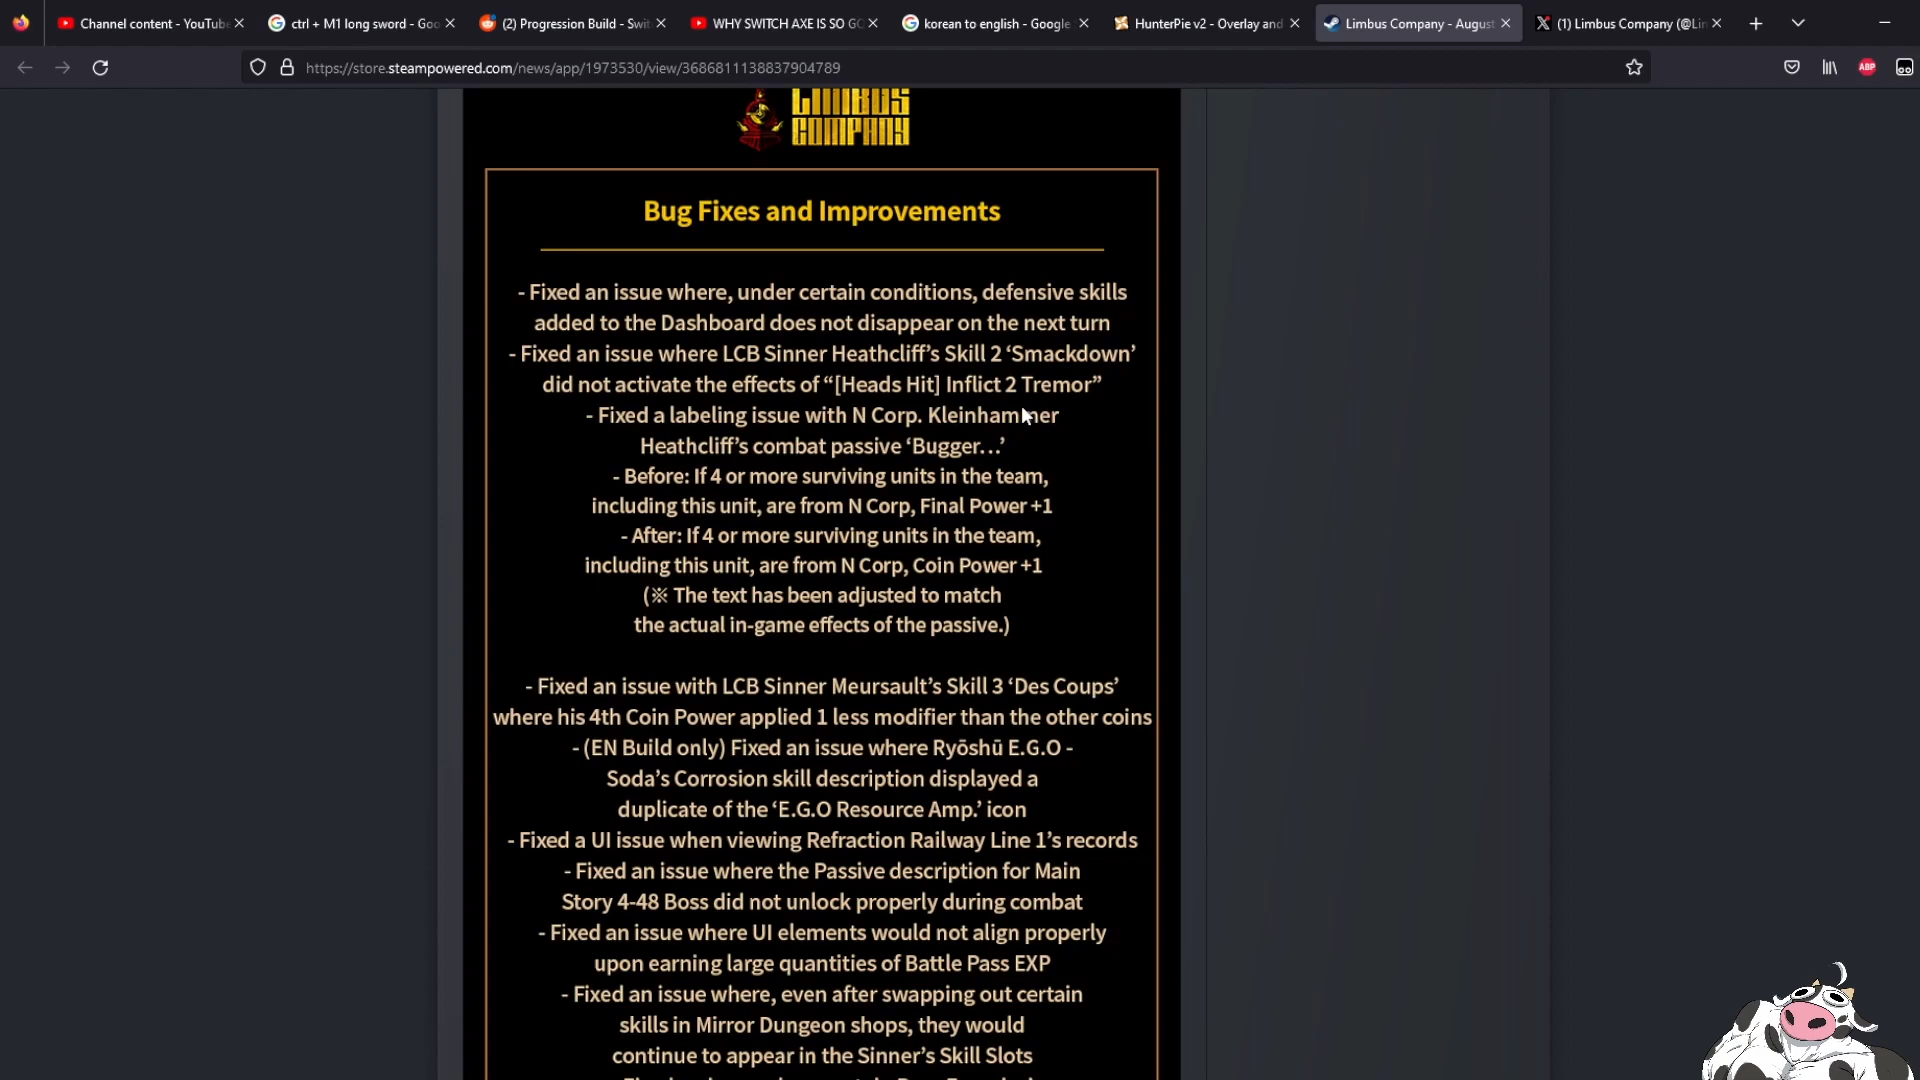 Channel content - YouTube
ctrl + M1 long sword - Goo
(2) Progression Build - Swit
WHY SWITCH AXE IS SO GO
korean to english - Google
HunterPie v2 - Overlay and
Limbus Company - August
(1) Limbus Company (@Lim
https://store.steampowered.com/news/app/1973530/view/3686811138837904789
ABP
LIMBUS
COMPANY
Bug Fixes and Improvements
- Fixed an issue where, under certain conditions, defensive skills
added to the Dashboard does not disappear on the next turn
- Fixed an issue where LCB Sinner Heathcliff’s Skill 2 ‘Smackdown’
did not activate the effects of “[Heads Hit] Inflict 2 Tremor”
- Fixed a labeling issue with N Corp. Kleinhammer
Heathcliff’s combat passive ‘Bugger…’
- Before: If 4 or more surviving units in the team,
including this unit, are from N Corp, Final Power +1
- After: If 4 or more surviving units in the team,
including this unit, are from N Corp, Coin Power +1
(※ The text has been adjusted to match
the actual in-game effects of the passive.)
- Fixed an issue with LCB Sinner Meursault’s Skill 3 ‘Des Coups’
where his 4th Coin Power applied 1 less modifier than the other coins
- (EN Build only) Fixed an issue where Ryōshū E.G.O -
Soda’s Corrosion skill description displayed a
duplicate of the ‘E.G.O Resource Amp.’ icon
- Fixed a UI issue when viewing Refraction Railway Line 1’s records
- Fixed an issue where the Passive description for Main
Story 4-48 Boss did not unlock properly during combat
- Fixed an issue where UI elements would not align properly
upon earning large quantities of Battle Pass EXP
- Fixed an issue where, even after swapping out certain
skills in Mirror Dungeon shops, they would
continue to appear in the Sinner’s Skill Slots